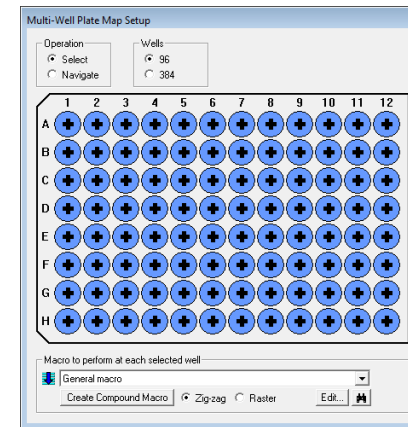 Multi-Well Plate Map Setup
Operation
Select
Navigate
Wells
96
384
1 2 3 4 5 6 7 8 9 10 11 12
A
B
C
D
E
F
G
H
Macro to perform at each selected well
General macro
Create Compound Macro Zig-zag Raster Edit...